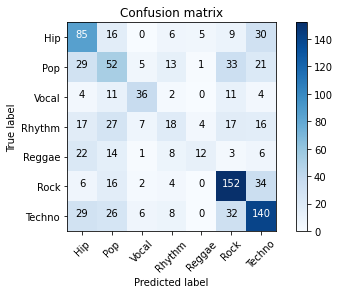 Confusion matrix
Hip 85 16 0 6 5 9 30
Pop 29 52 5 13 1 33 21
Vocal 4 11 36 2 0 11 4
Rhythm 17 27 7 18 4 17 16
Reggae 22 14 1 8 12 3 6
Rock 6 16 2 4 0 152 34
Techno 29 26 6 8 0 32 140
Hip Pop Vocal Rhythm Reggae Rock Techno
Predicted label
True label
140
120
100
80
60
40
20
0